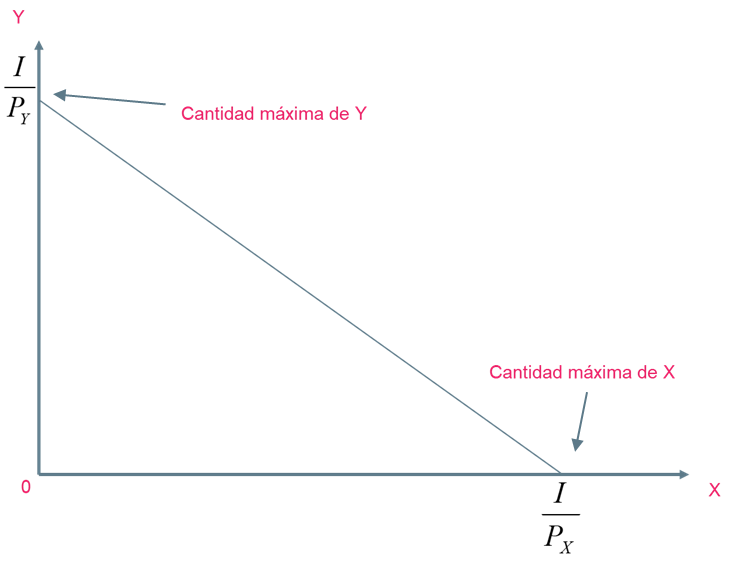 Y
I
P_Y
Cantidad máxima de Y
Cantidad máxima de X
0
X
I
P_X